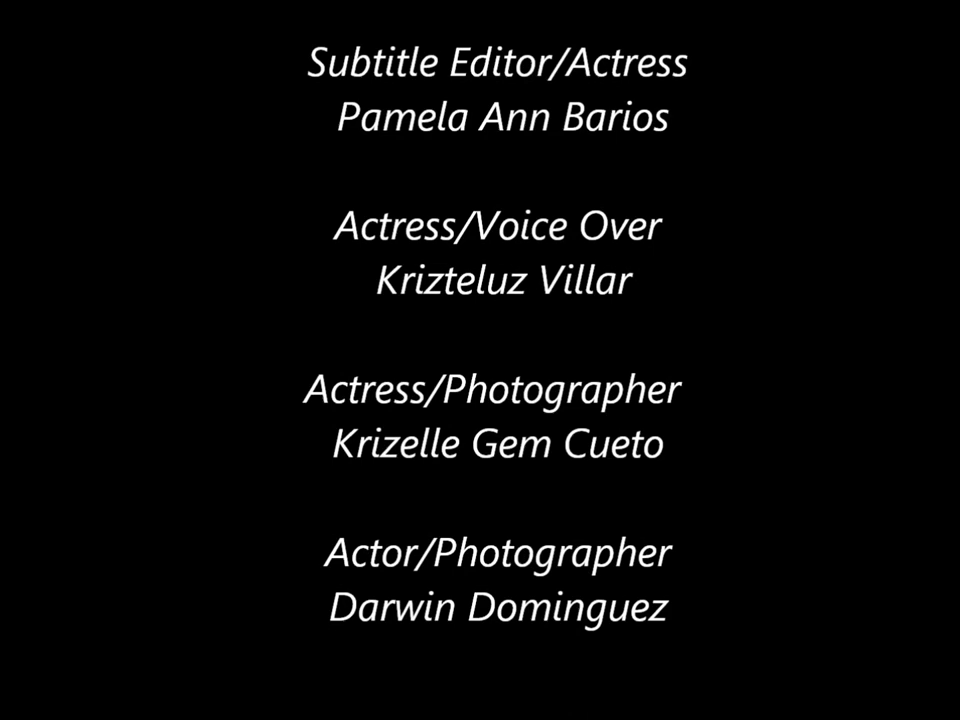 Subtitle Editor/Actress
Pamela Ann Barios
Actress/Voice Over
Krizteluz Villar
Actress/Photographer
Krizelle Gem Cueto
Actor/Photographer
Darwin Dominguez